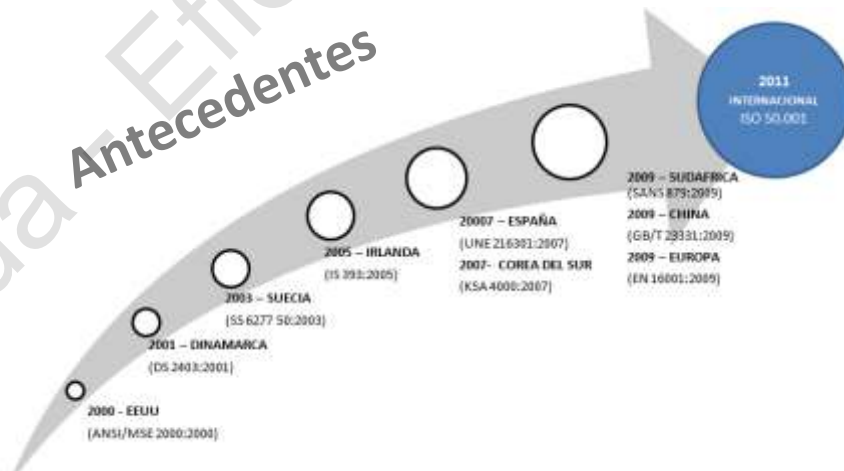 Antecedentes
2011
INTERNACIONAL
ISO 50.001
2009 – SUDAFRICA
(SANS 879:2009)
2009 – CHINA
(GB/T 23331:2009)
2009 – EUROPA
(EN 16001:2009)
20007 – ESPAÑA
(UNE 216301:2007)
2007- COREA DEL SUR
(KSA 4000:2007)
2005 – IRLANDA
(IS 393:2005)
2003 – SUECIA
(SS 6277 50:2003)
2001 – DINAMARCA
(DS 2403:2001)
2000 - EEUU
(ANSI/MSE 2000:2000)